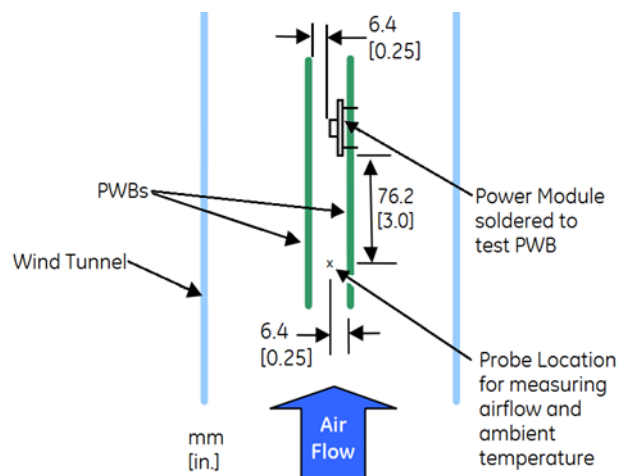 6.4
[0.25]
PWBs
76.2
[3.0]
Power Module
soldered to
test PWB
Wind Tunnel
x
6.4
[0.25]
Probe Location
for measuring
airflow and
ambient
temperature
Air
Flow
mm
[in.]